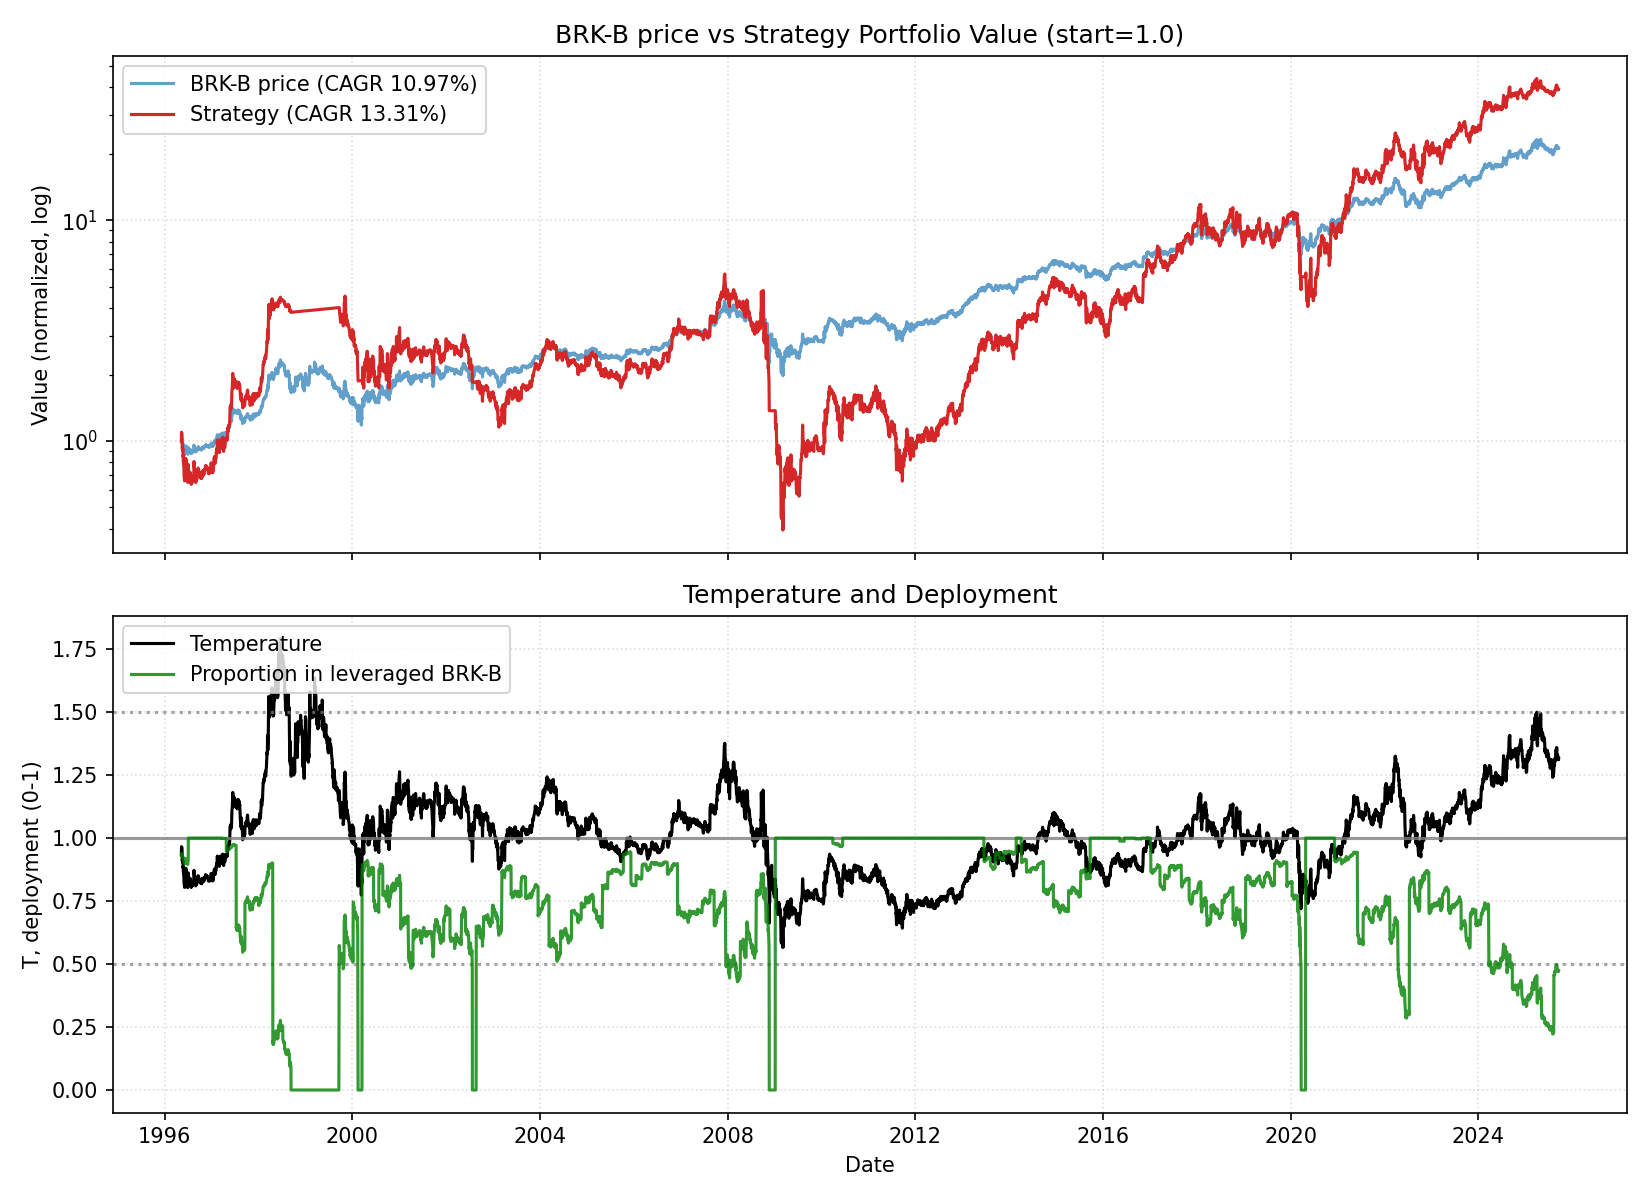 BRK-B price vs Strategy Portfolio Value (start=1.0)
BRK-B price (CAGR 10.97%)
Strategy (CAGR 13.31%)
Value (normalized, log)
10¹
10⁰
Temperature and Deployment
Temperature
Proportion in leveraged BRK-B
T, deployment (0-1)
1.75
1.50
1.25
1.00
0.75
0.50
0.25
0.00
1996 2000 2004 2008 2012 2016 2020 2024
Date